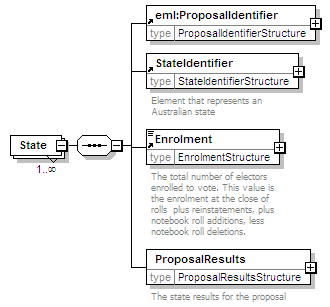 eml:ProposalIdentifier
type ProposalIdentifierStructure
StateIdentifier
type StateIdentifierStructure
Element that represents an
Australian state
State
1..∞
Enrolment
type EnrolmentStructure
The total number of electors
enrolled to vote. This value is
the enrolment at the close of
rolls plus reinstatements, plus
notebook roll additions, less
notebook roll deletions.
ProposalResults
type ProposalResultsStructure
The state results for the proposal